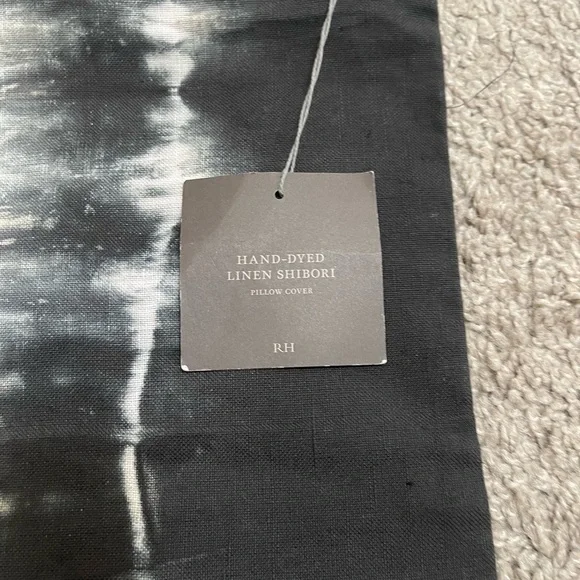 HAND-DYED
LINEN SHIBORI
PILLOW COVER
RH